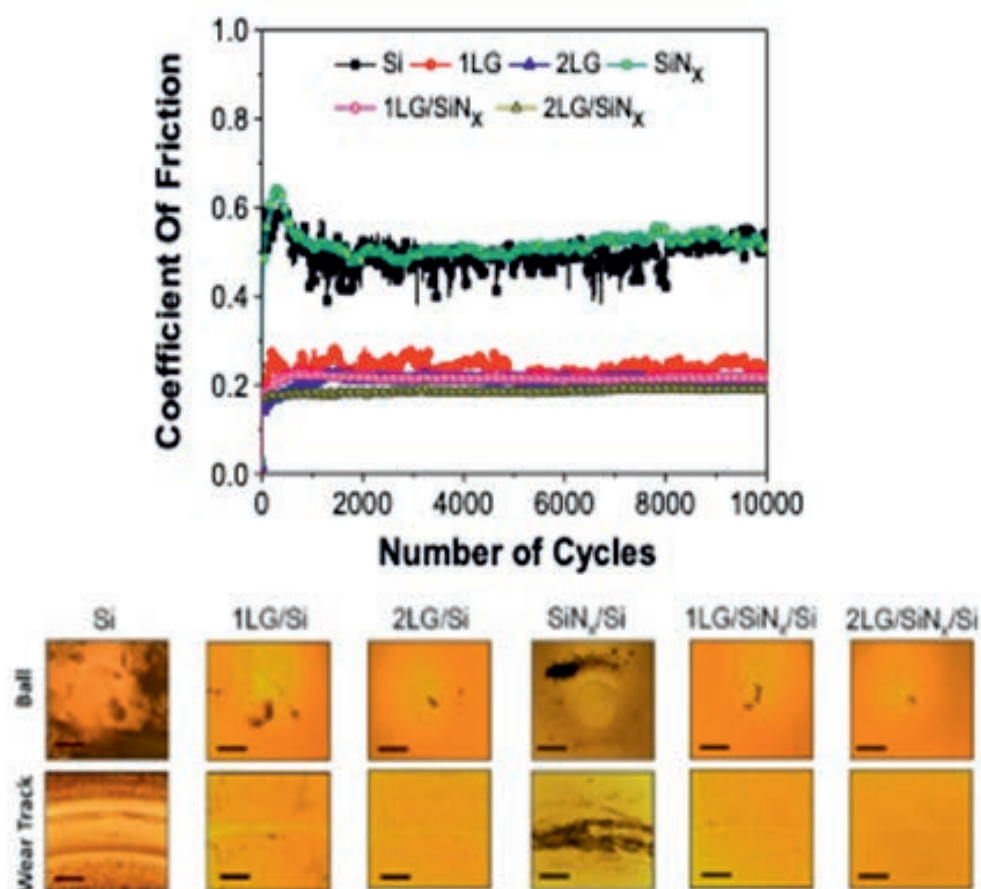 1.0
Si 1LG 2LG SiNX
1LG/SiNX 2LG/SiNX
0.8
0.6
0.4
0.2
0.0
Coefficient Of Friction
0 2000 4000 6000 8000 10000
Number of Cycles
Si 1LG/Si 2LG/Si SiNx/Si 1LG/SiNx/Si 2LG/SiNx/Si
Ball
Wear Track